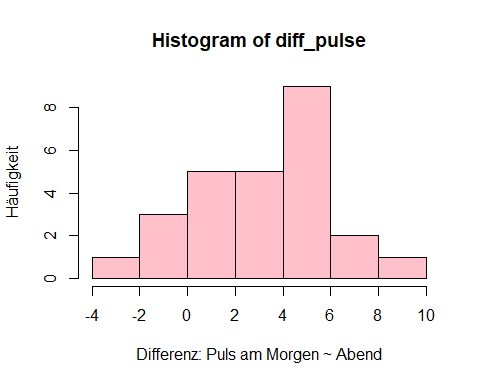 Histogram of diff_pulse
Häufigkeit
8
6
4
2
0
-4 -2 0 2 4 6 8 10
Differenz: Puls am Morgen ~ Abend